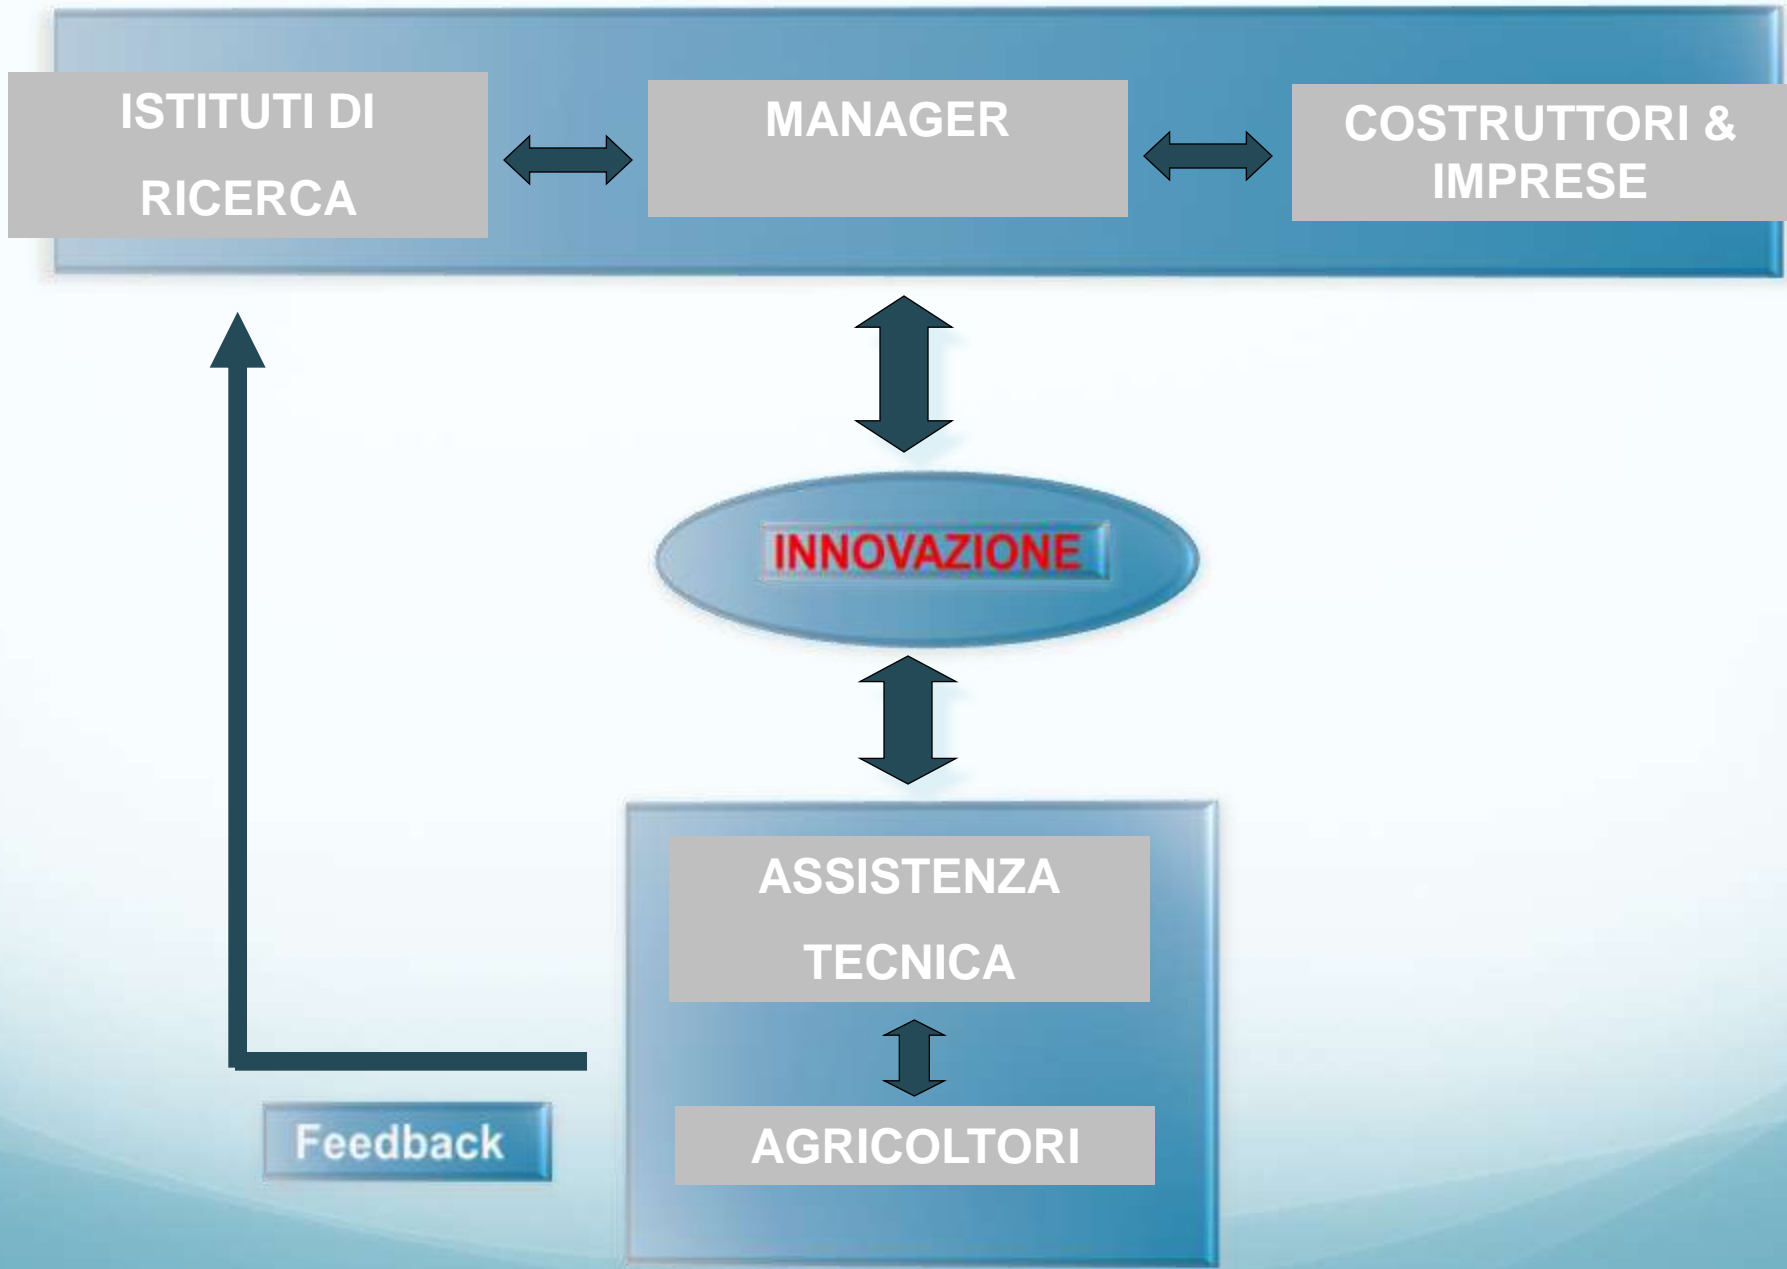 ISTITUTI DI
RICERCA
MANAGER
COSTRUTTORI &
IMPRESE
INNOVAZIONE
ASSISTENZA
TECNICA
Feedback
AGRICOLTORI